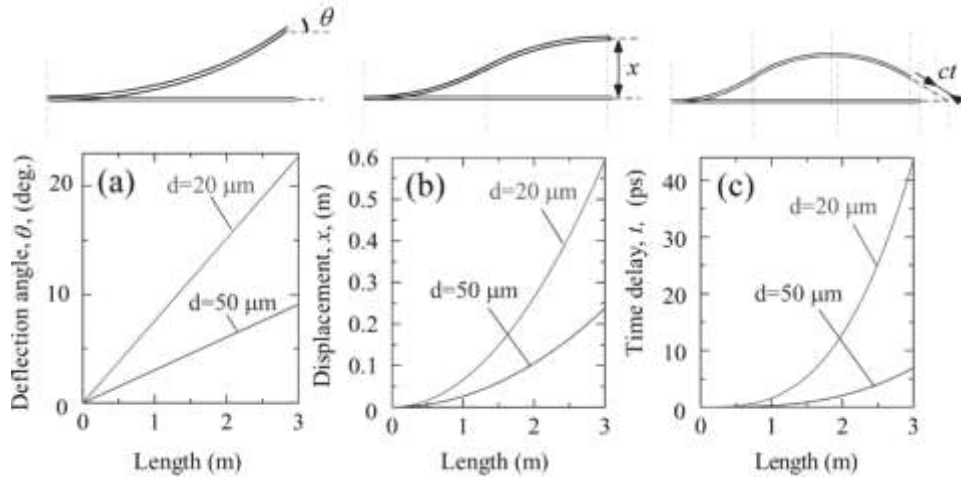 θ
x
ct
(a)
d=20 μm
d=50 μm
Deflection angle, θ, (deg.)
20
10
0
0 1 2 3
Length (m)
(b)
d=20 μm
d=50 μm
Displacement, x, (m)
0.6
0.5
0.4
0.3
0.2
0.1
0
0 1 2 3
Length (m)
(c)
d=20 μm
d=50 μm
Time delay, t, (ps)
40
30
20
10
0
0 1 2 3
Length (m)